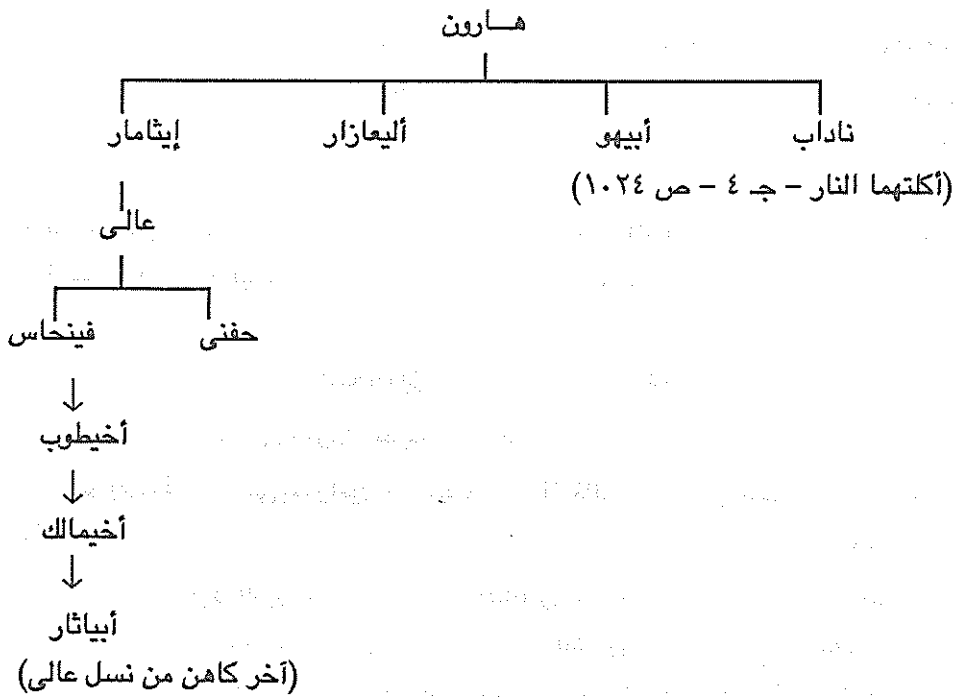 هـارون
ناداب أبيهو أليعازار إيثامار
(أكلتهما النار – جـ ٤ – ص ١٠٢٤)
عالى
حفنى فينحاس
↓
أخيطوب
↓
أخيمالك
↓
أبياثار
(آخر كاهن من نسل عالى)